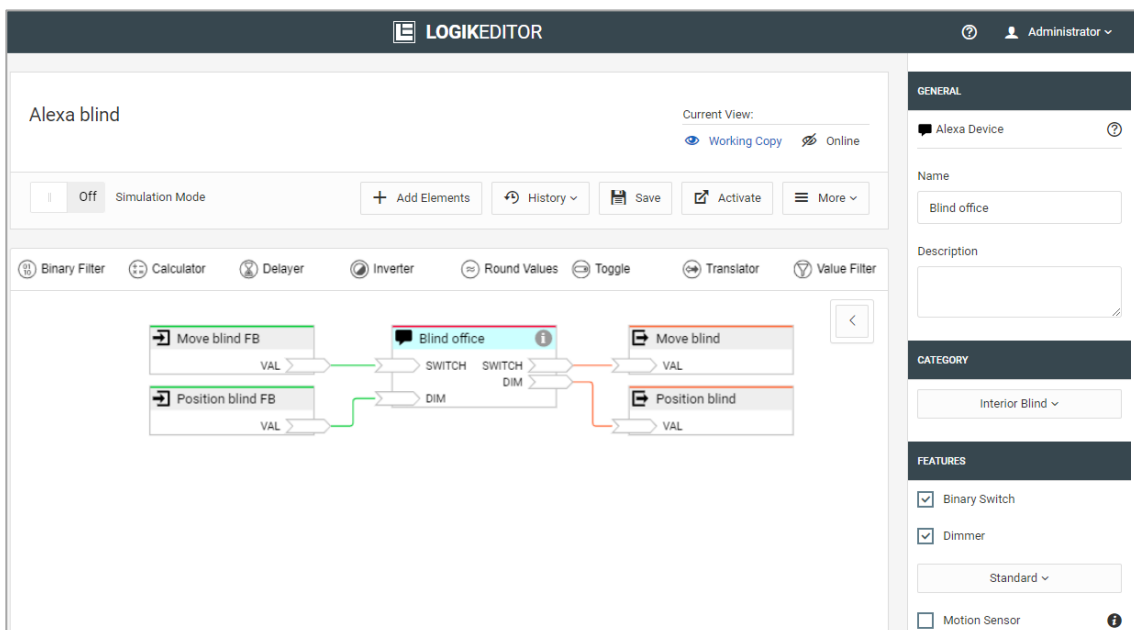 LOGIKEDITOR
Administrator
Alexa blind
Current View:
Working Copy Online
Off Simulation Mode
Add Elements History Save Activate More
Binary Filter Calculator Delayer Inverter Round Values Toggle Translator Value Filter
Move blind FB
VAL
Position blind FB
VAL
Blind office
SWITCH SWITCH
DIM
DIM
Move blind
VAL
Position blind
VAL
GENERAL
Alexa Device
Name
Blind office
Description
CATEGORY
Interior Blind
FEATURES
Binary Switch
Dimmer
Standard
Motion Sensor